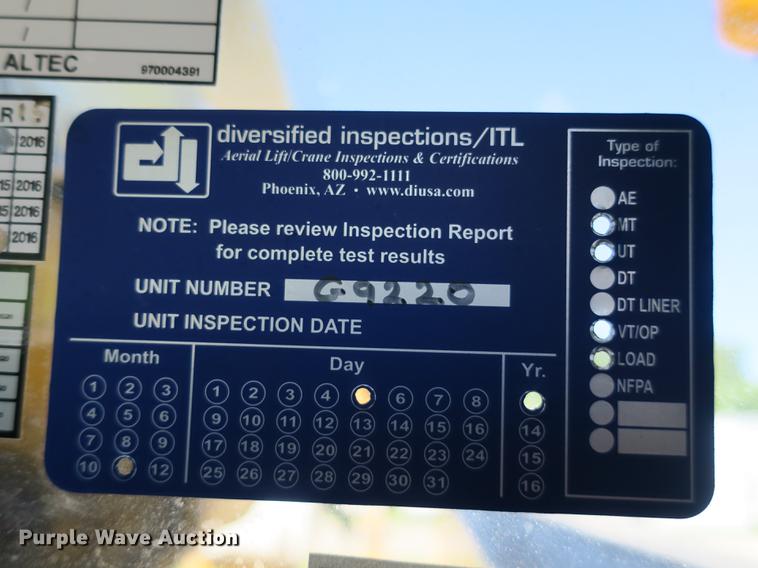 /
/
ALTEC 970004391
R
2016
15 2016
15 2016
2016
diversified inspections/ITL
Aerial Lift/Crane Inspections & Certifications
800-992-1111
Phoenix, AZ • www.diusa.com
NOTE: Please review Inspection Report
for complete test results
UNIT NUMBER G9220
UNIT INSPECTION DATE
Month
1 2 3
4 5 6
7 8 9
10 12
Day
1 2 3 4 6 7 8
9 10 11 12 13 14 15 16
17 18 19 20 21 22 23 24
25 26 27 28 29 30 31
Yr.
14
15
16
Type of
Inspection:
AE
MT
UT
DT
DT LINER
VT/OP
LOAD
NFPA
Purple Wave Auction